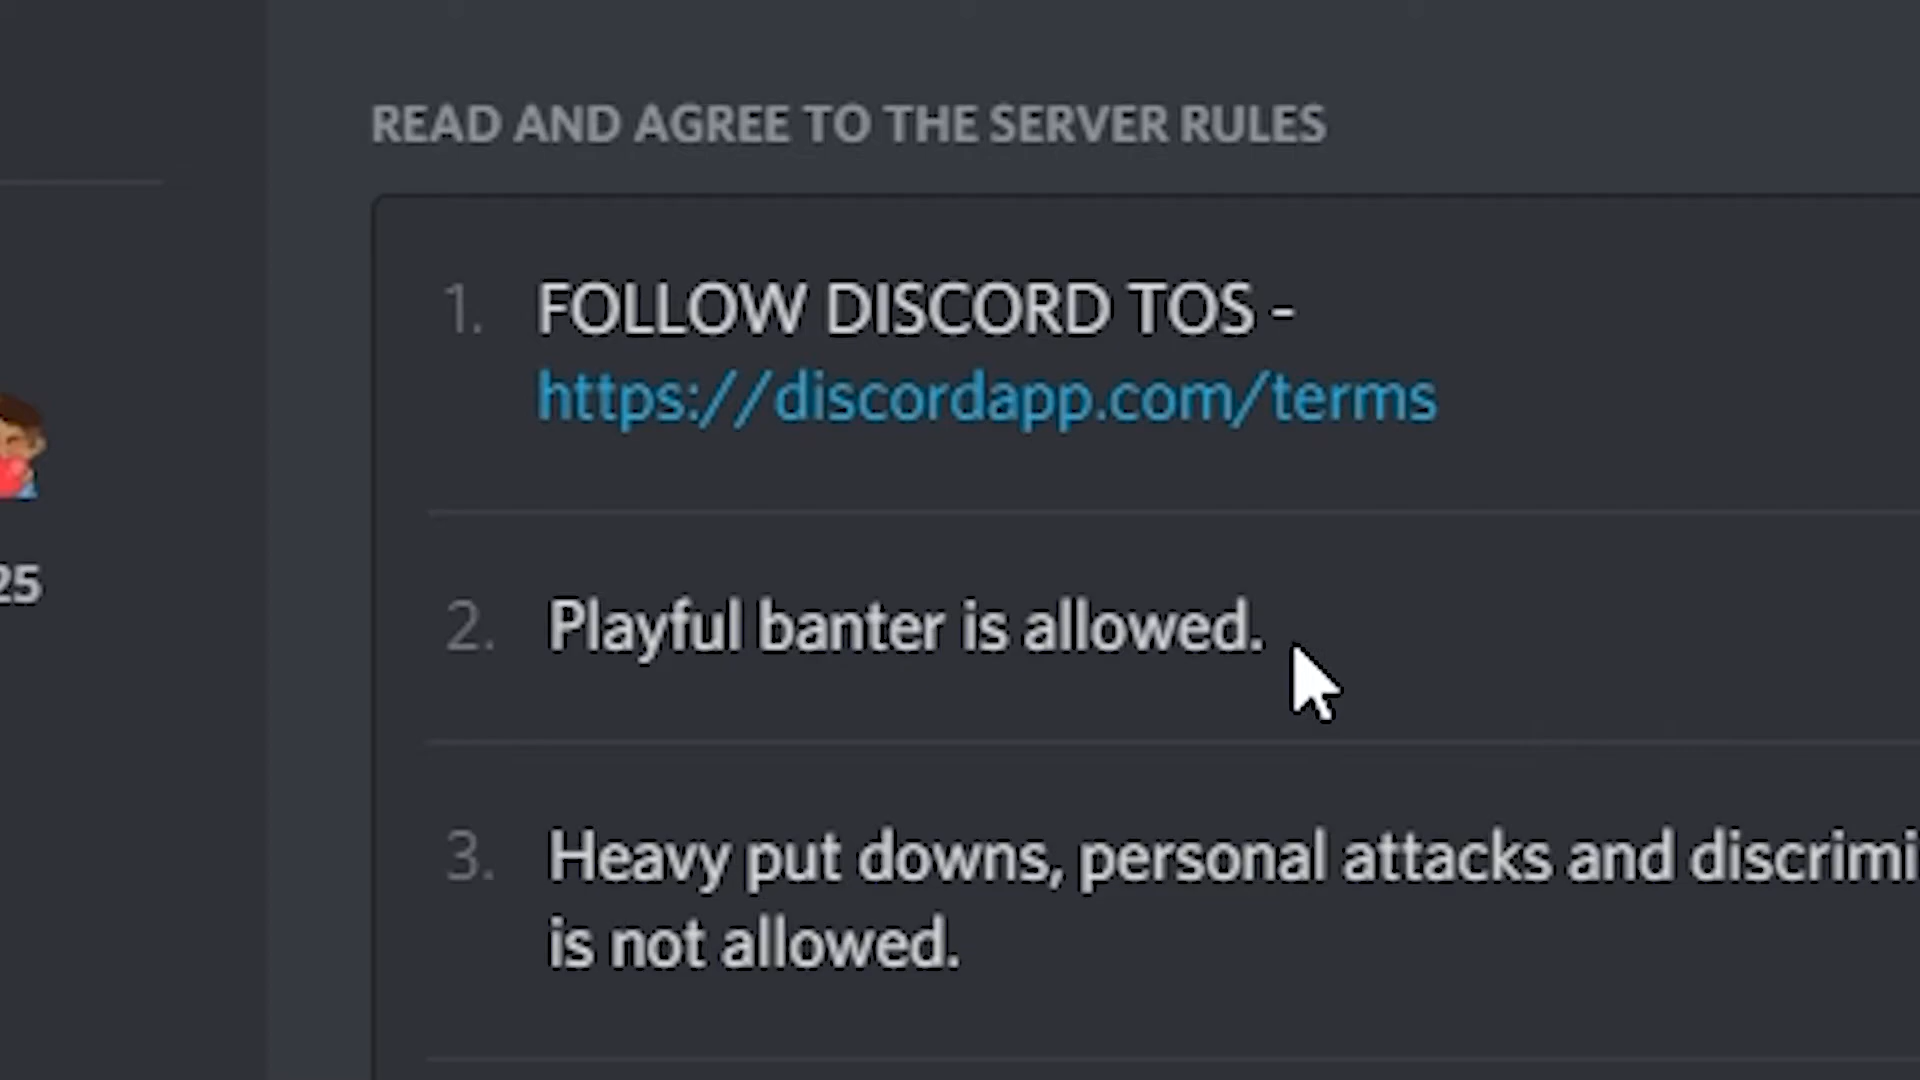 READ AND AGREE TO THE SERVER RULES
1. FOLLOW DISCORD TOS -
https://discordapp.com/terms
25
2. Playful banter is allowed.
3. Heavy put downs, personal attacks and discrimi
is not allowed.